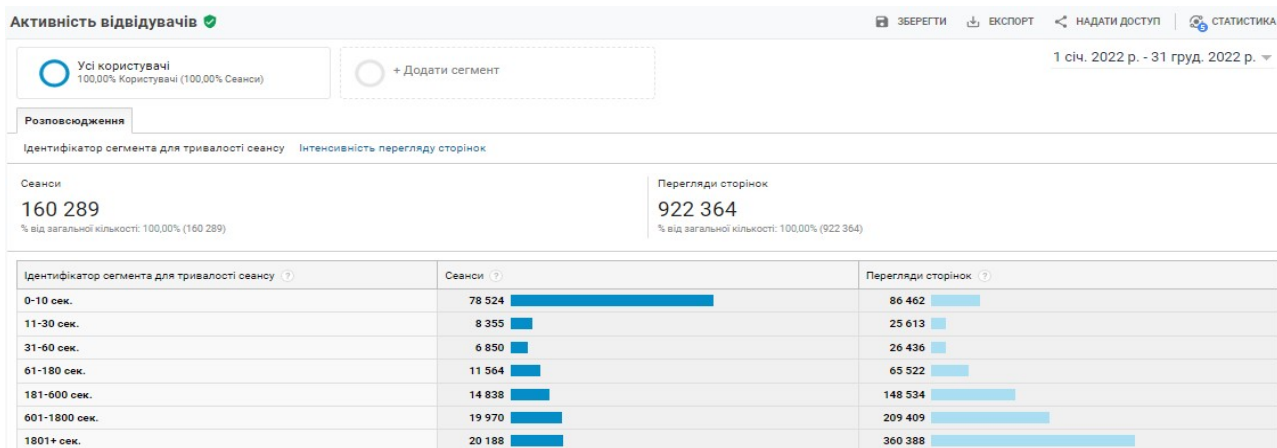 Активність відвідувачів
ЗБЕРЕГТИ ЕКСПОРТ НАДАТИ ДОСТУП СТАТИСТИКА
1 січ. 2022 р. - 31 груд. 2022 р.
Усі користувачі
100,00% Користувачі (100,00% Сеанси)
+ Додати сегмент
Розповсюдження
Ідентифікатор сегмента для тривалості сеансу Інтенсивність перегляду сторінок
Сеанси
160 289
% від загальної кількості: 100,00% (160 289)
Перегляди сторінок
922 364
% від загальної кількості: 100,00% (922 364)
Ідентифікатор сегмента для тривалості сеансу ? Сеанси ? Перегляди сторінок ?
0-10 сек. 78 524 86 462
11-30 сек. 8 355 25 613
31-60 сек. 6 850 26 436
61-180 сек. 11 564 65 522
181-600 сек. 14 838 148 534
601-1800 сек. 19 970 209 409
1801+ сек. 20 188 360 388